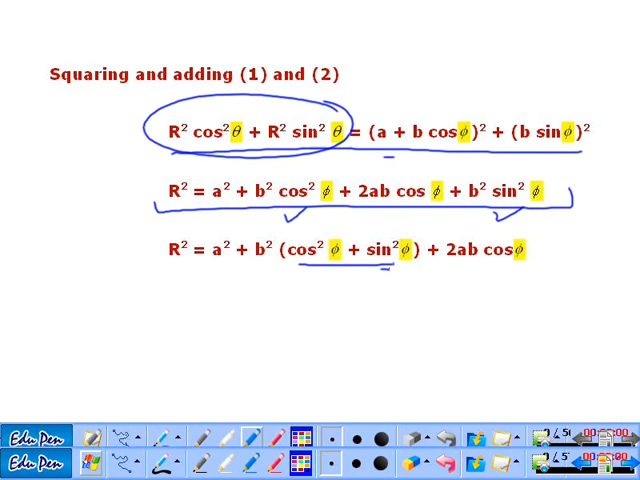 Squaring and adding (1) and (2)
R² cos²θ + R² sin² θ = (a + b cosϕ)² + (b sinϕ)²
R² = a² + b² cos² ϕ + 2ab cos ϕ + b² sin² ϕ
R² = a² + b² (cos² ϕ + sin²ϕ) + 2ab cosϕ
Edu Pen
Edu Pen